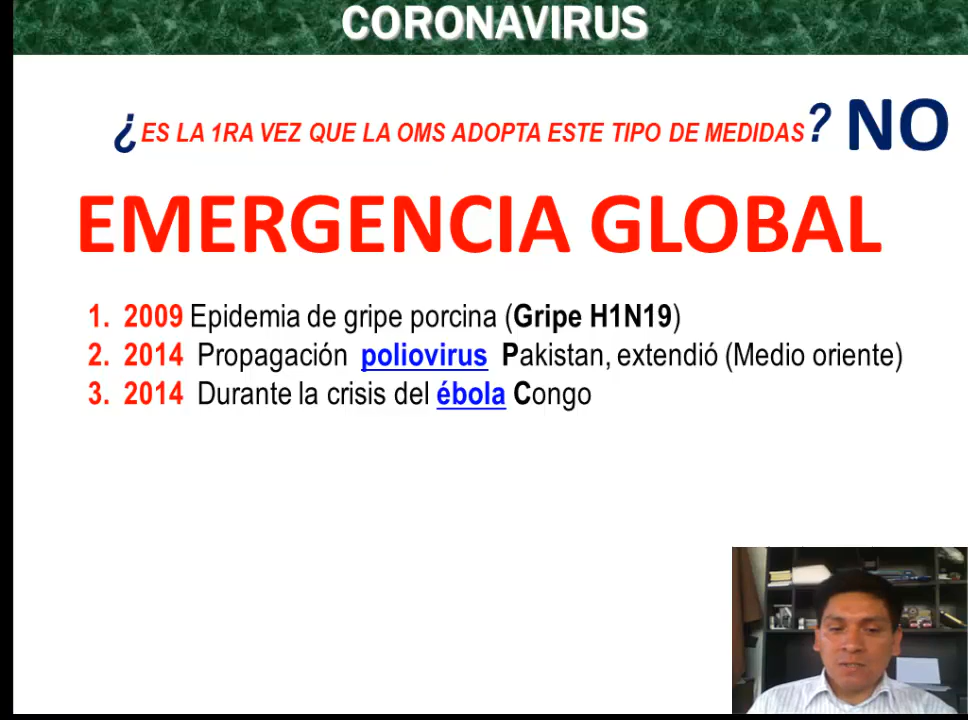 CORONAVIRUS
¿ES LA 1RA VEZ QUE LA OMS ADOPTA ESTE TIPO DE MEDIDAS? NO
EMERGENCIA GLOBAL
1. 2009 Epidemia de gripe porcina (Gripe H1N19)
2. 2014 Propagación poliovirus Pakistan, extendió (Medio oriente)
3. 2014 Durante la crisis del ébola Congo